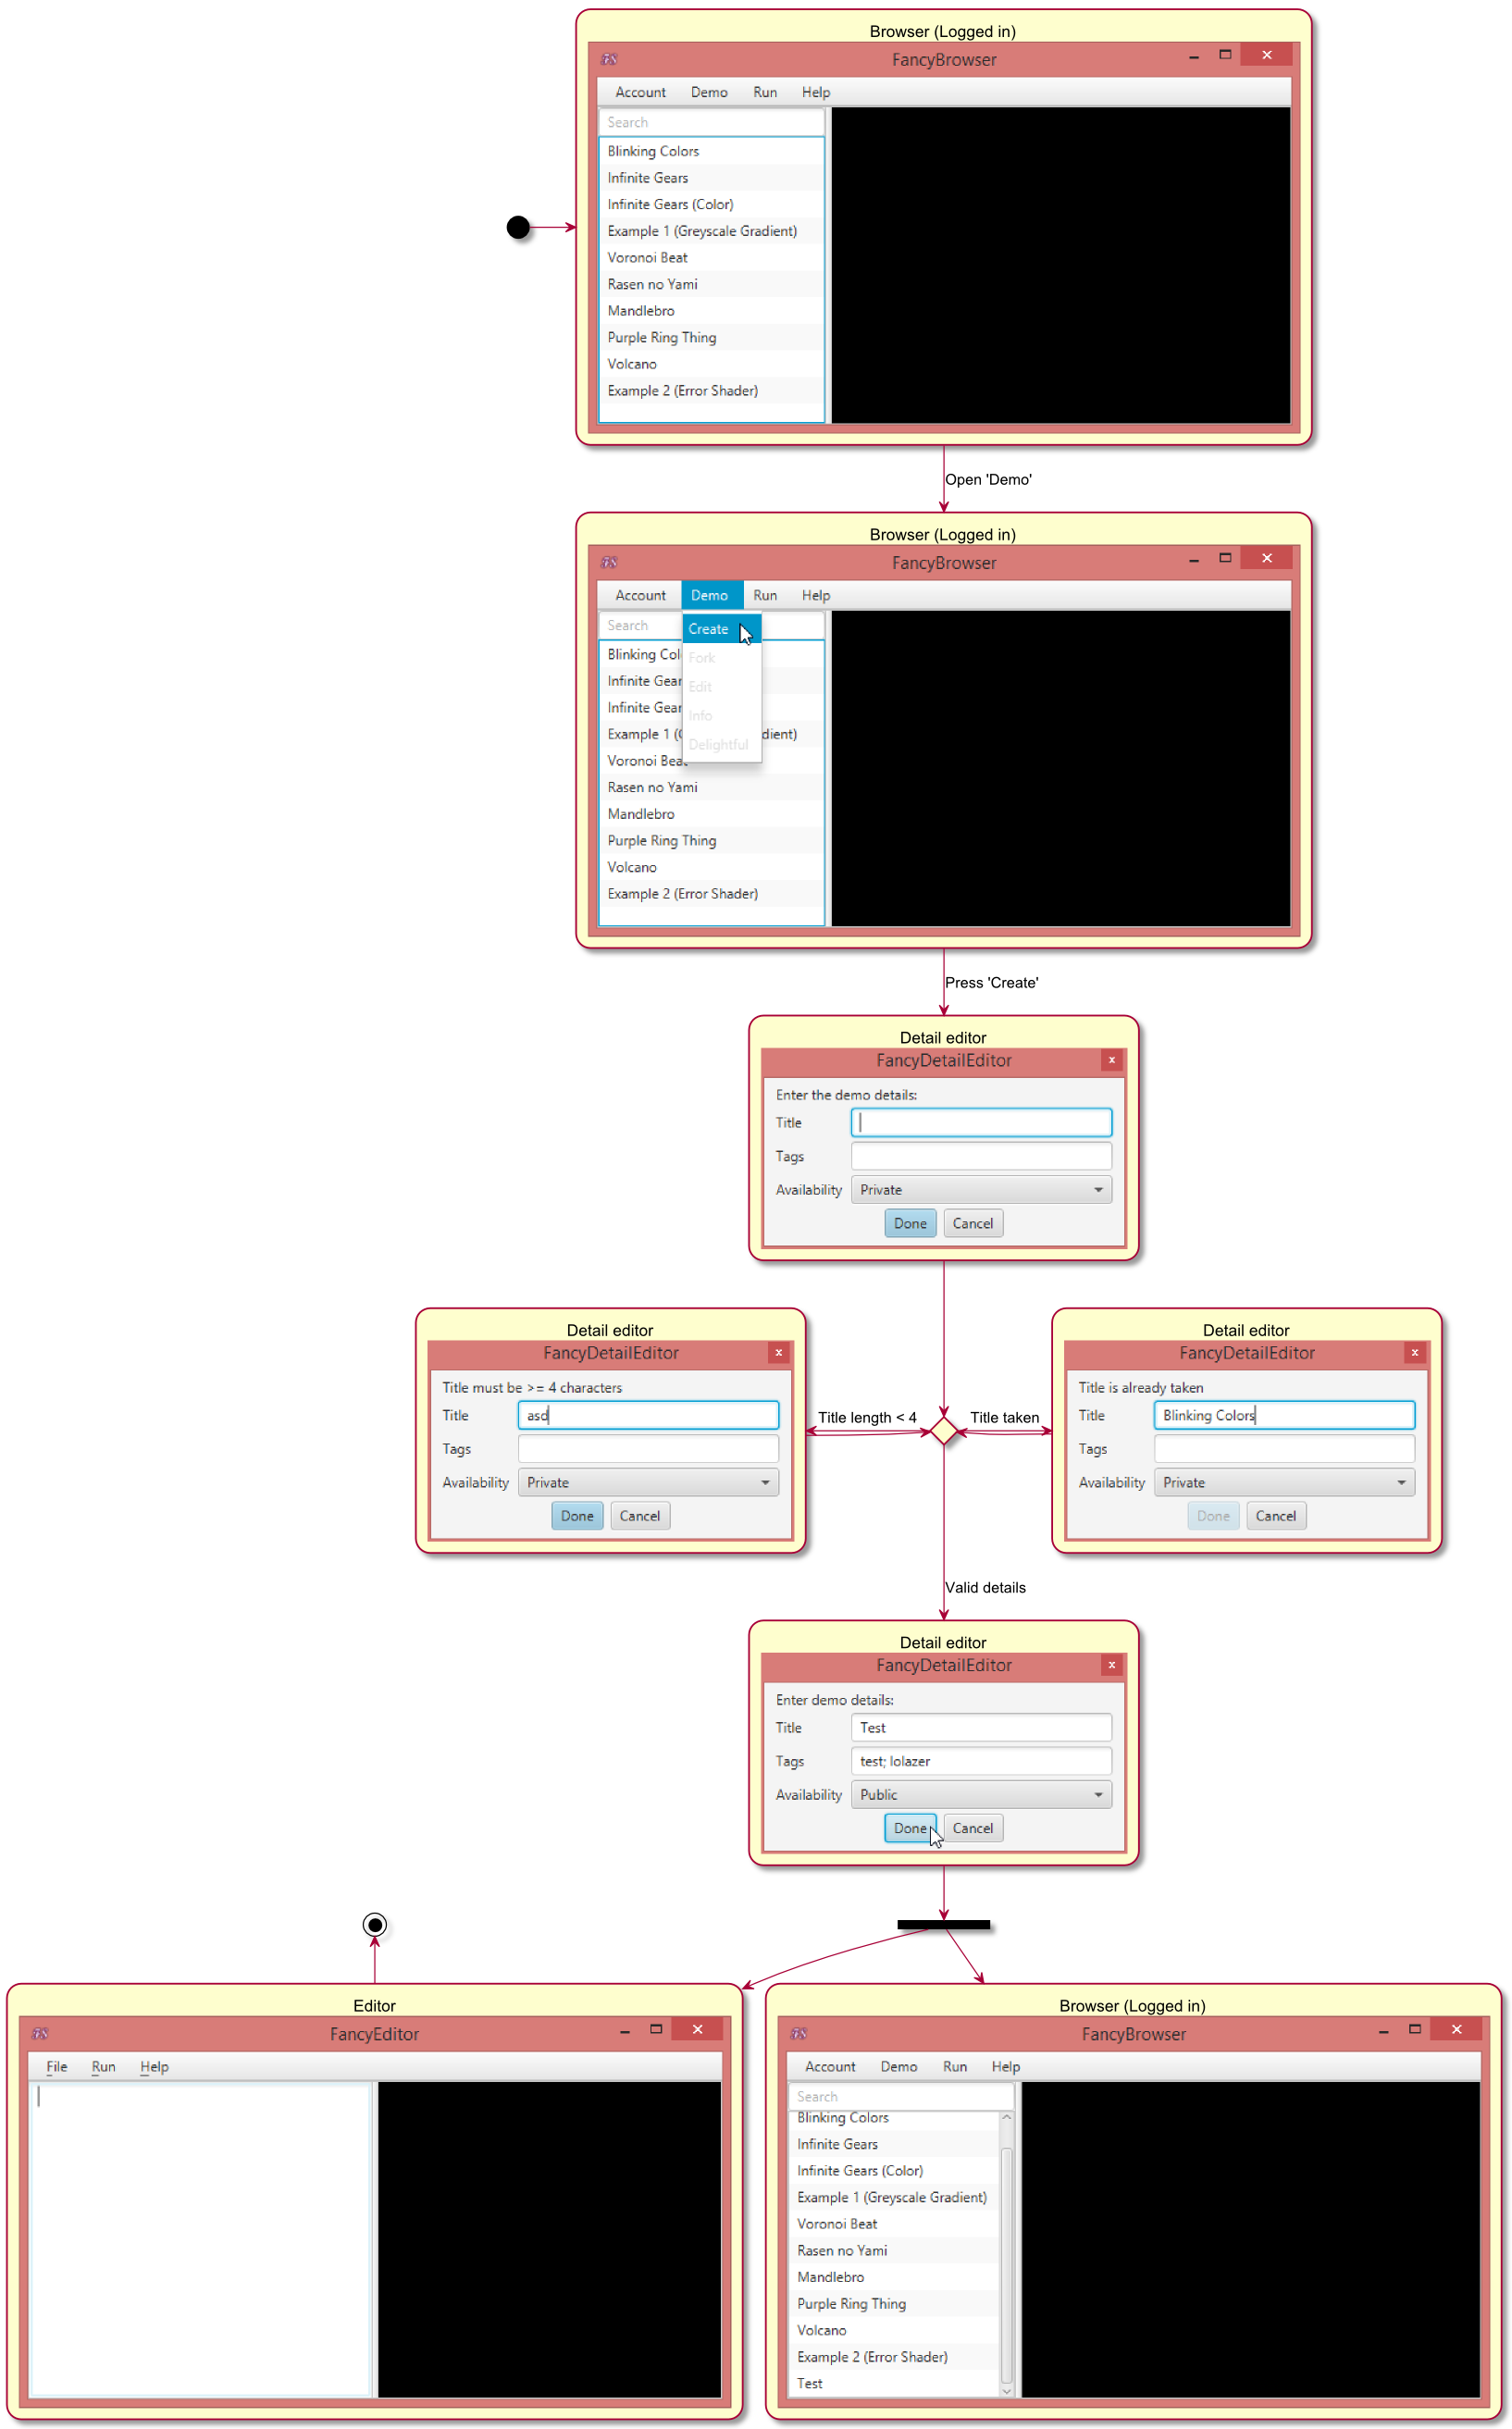 Browser (Logged in)
FancyBrowser
Account Demo Run Help
Search
Blinking Colors
Infinite Gears
Infinite Gears (Color)
Example 1 (Greyscale Gradient)
Voronoi Beat
Rasen no Yami
Mandlebro
Purple Ring Thing
Volcano
Example 2 (Error Shader)
Open 'Demo'
Browser (Logged in)
FancyBrowser
Account Demo Run Help
Search
Create
Fork
Edit
Info
Delightful
Blinking Col
Infinite Gear
Infinite Gear
Example 1 ( dient)
Voronoi Bea
Rasen no Yami
Mandlebro
Purple Ring Thing
Volcano
Example 2 (Error Shader)
Press 'Create'
Detail editor
FancyDetailEditor
Enter the demo details:
Title
Tags
Availability Private
Done Cancel
Detail editor
FancyDetailEditor
Title must be >= 4 characters
Title asd
Tags
Availability Private
Done Cancel
Title length < 4
Title taken
Detail editor
FancyDetailEditor
Title is already taken
Title Blinking Colors
Tags
Availability Private
Done Cancel
Valid details
Detail editor
FancyDetailEditor
Enter demo details:
Title Test
Tags test; lolazer
Availability Public
Done Cancel
Editor
FancyEditor
File Run Help
Browser (Logged in)
FancyBrowser
Account Demo Run Help
Search
Blinking Colors
Infinite Gears
Infinite Gears (Color)
Example 1 (Greyscale Gradient)
Voronoi Beat
Rasen no Yami
Mandlebro
Purple Ring Thing
Volcano
Example 2 (Error Shader)
Test